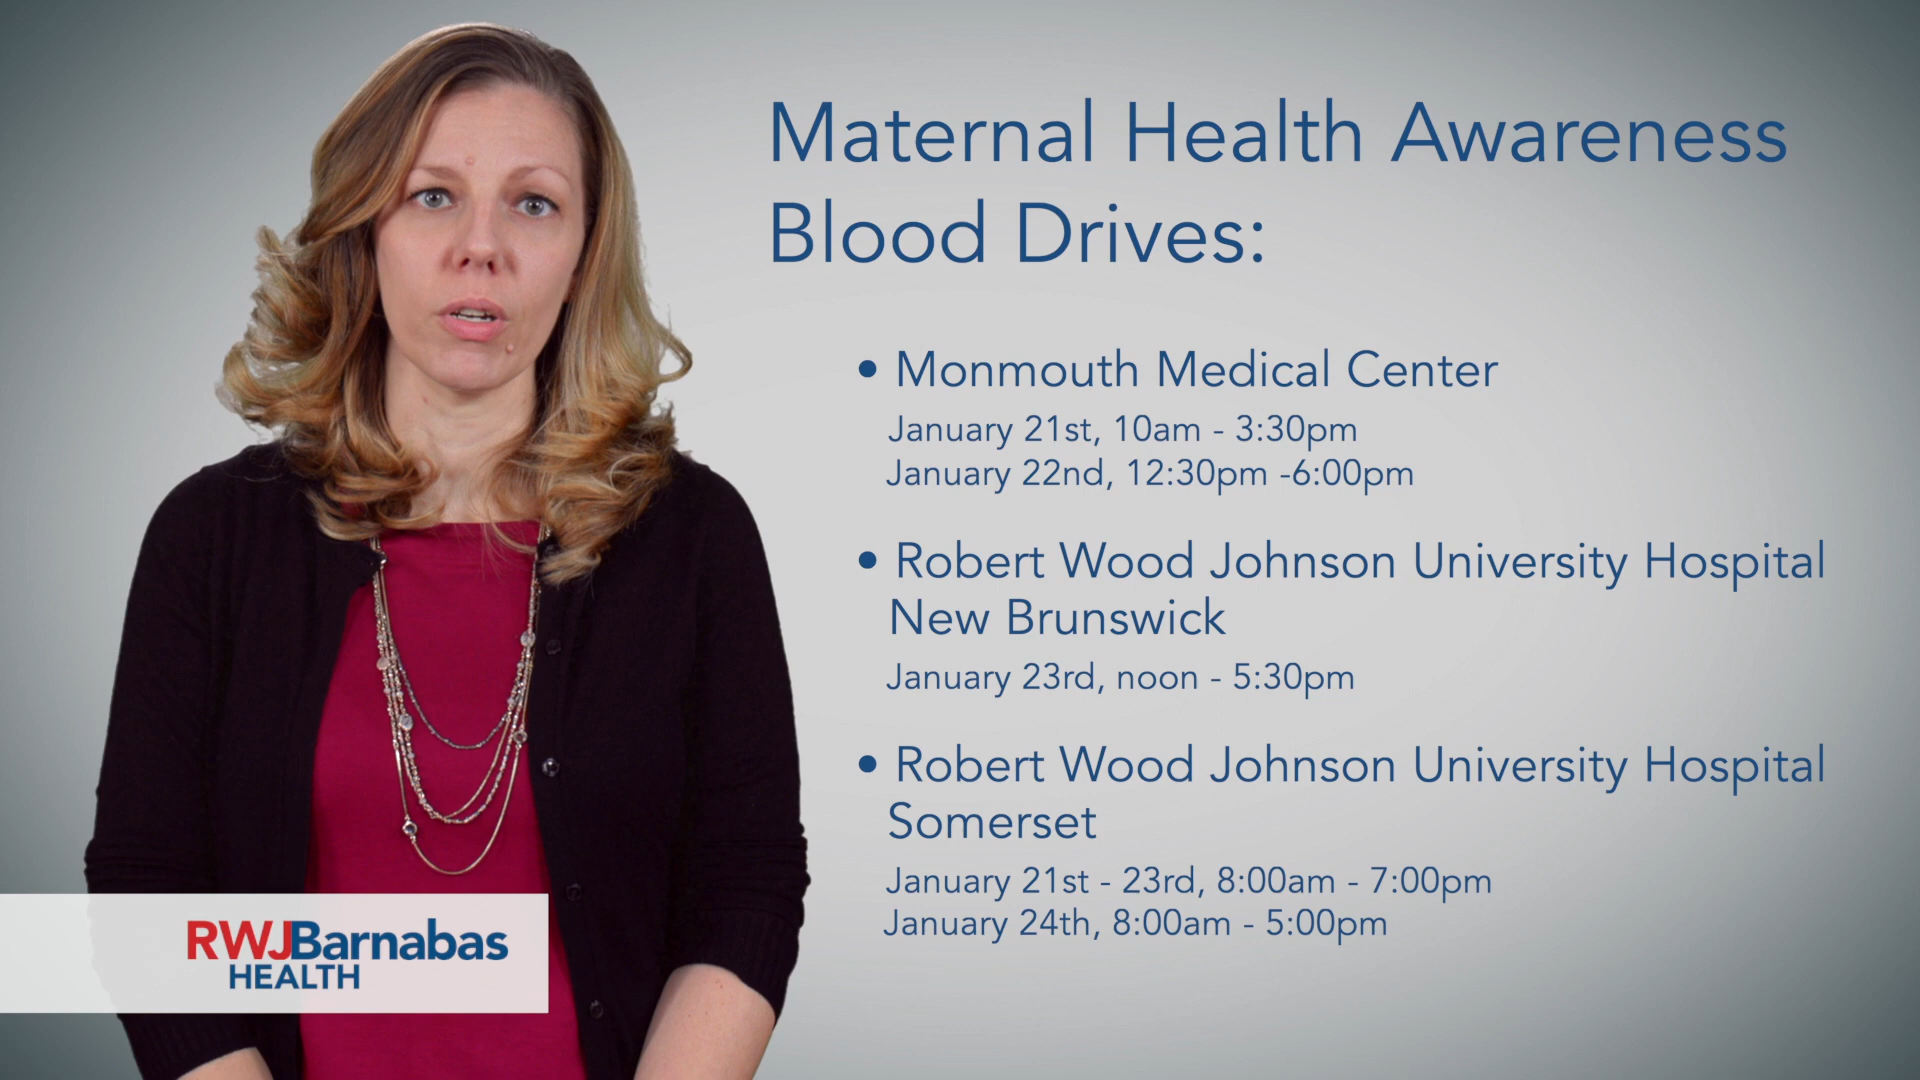 Maternal Health Awareness
Blood Drives:
• Monmouth Medical Center
January 21st, 10am - 3:30pm
January 22nd, 12:30pm -6:00pm
• Robert Wood Johnson University Hospital
New Brunswick
January 23rd, noon - 5:30pm
• Robert Wood Johnson University Hospital
Somerset
January 21st - 23rd, 8:00am - 7:00pm
January 24th, 8:00am - 5:00pm
RWJBarnabas
HEALTH